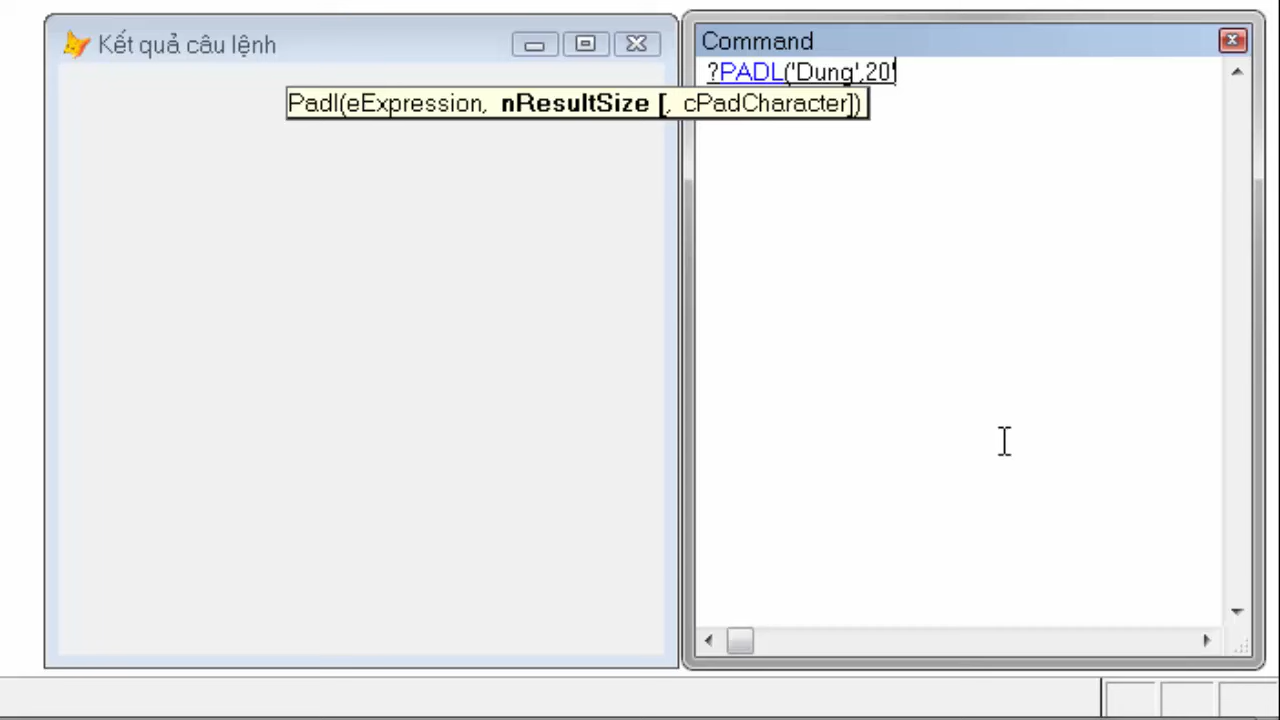 Kết quả câu lệnh
Command
?PADL('Dung',20'
Padl(eExpression, nResultSize [, cPadCharacter])